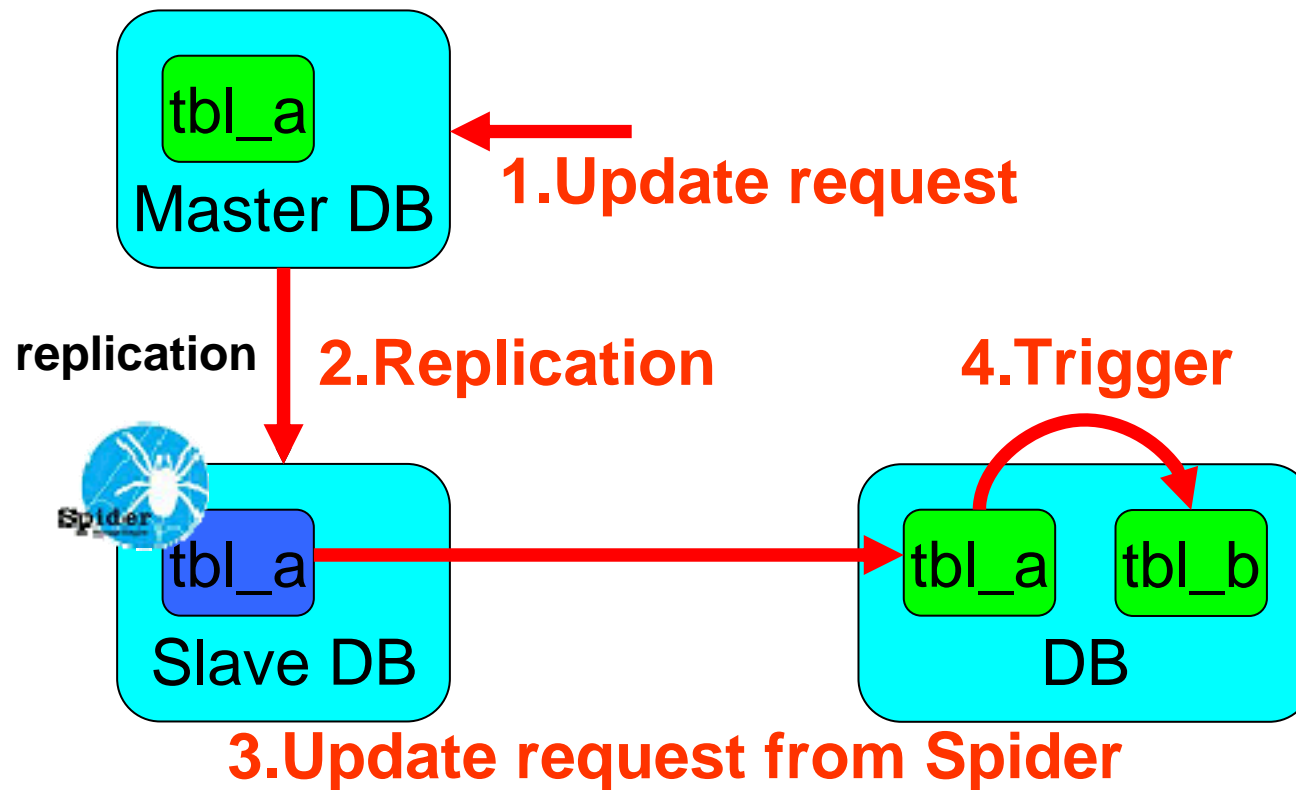 tbl_a
Master DB
1.Update request
replication
2.Replication
4.Trigger
Spider
tbl_a
Slave DB
tbl_a
tbl_b
DB
3.Update request from Spider